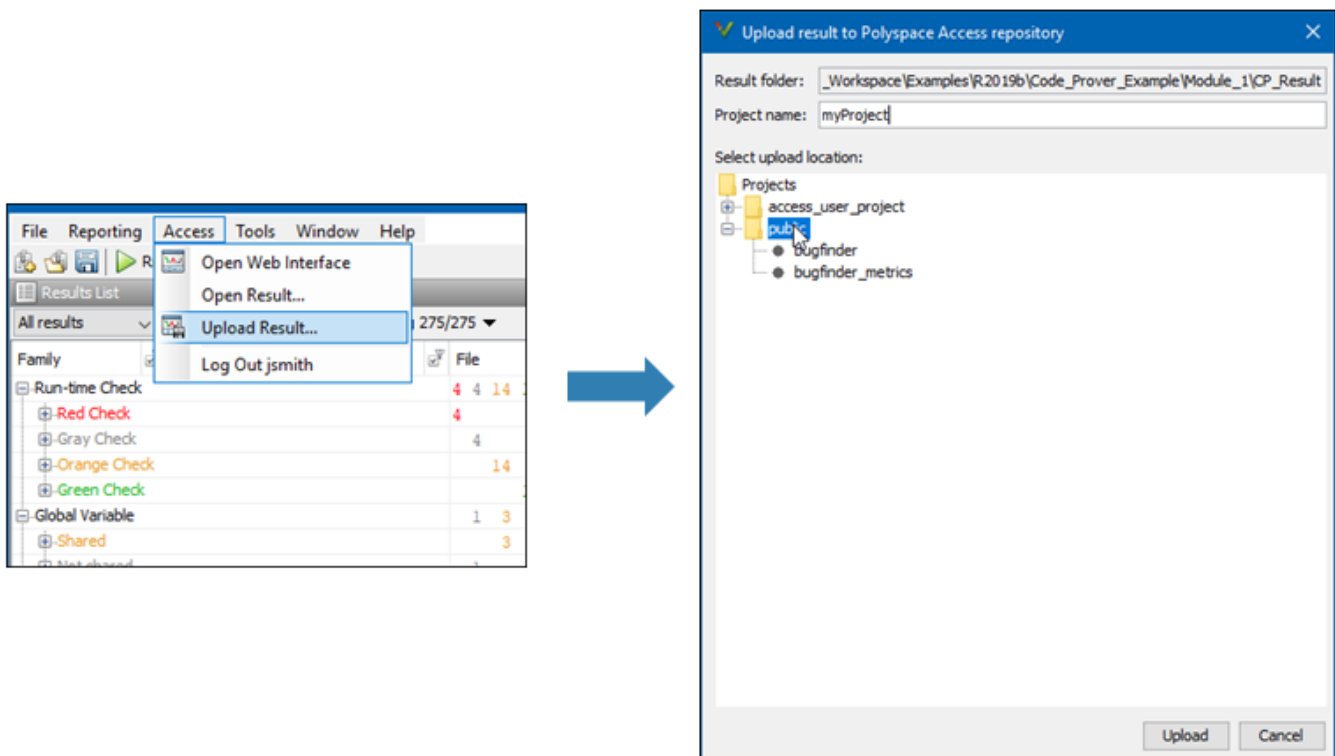 File Reporting Access Tools Window Help
R
Open Web Interface
Results List
Open Result...
All results
Upload Result...
275/275
Log Out jsmith
Family
File
Run-time Check
4 4 14
Red Check
4
Gray Check
4
Orange Check
14
Green Check
Global Variable
1 3
Shared
3
Not shared
Upload result to Polyspace Access repository
Result folder: _Workspace\Examples\R2019b\Code_Prover_Example\Module_1\CP_Result
Project name: myProject
Select upload location:
Projects
access_user_project
public
bugfinder
bugfinder_metrics
Upload Cancel